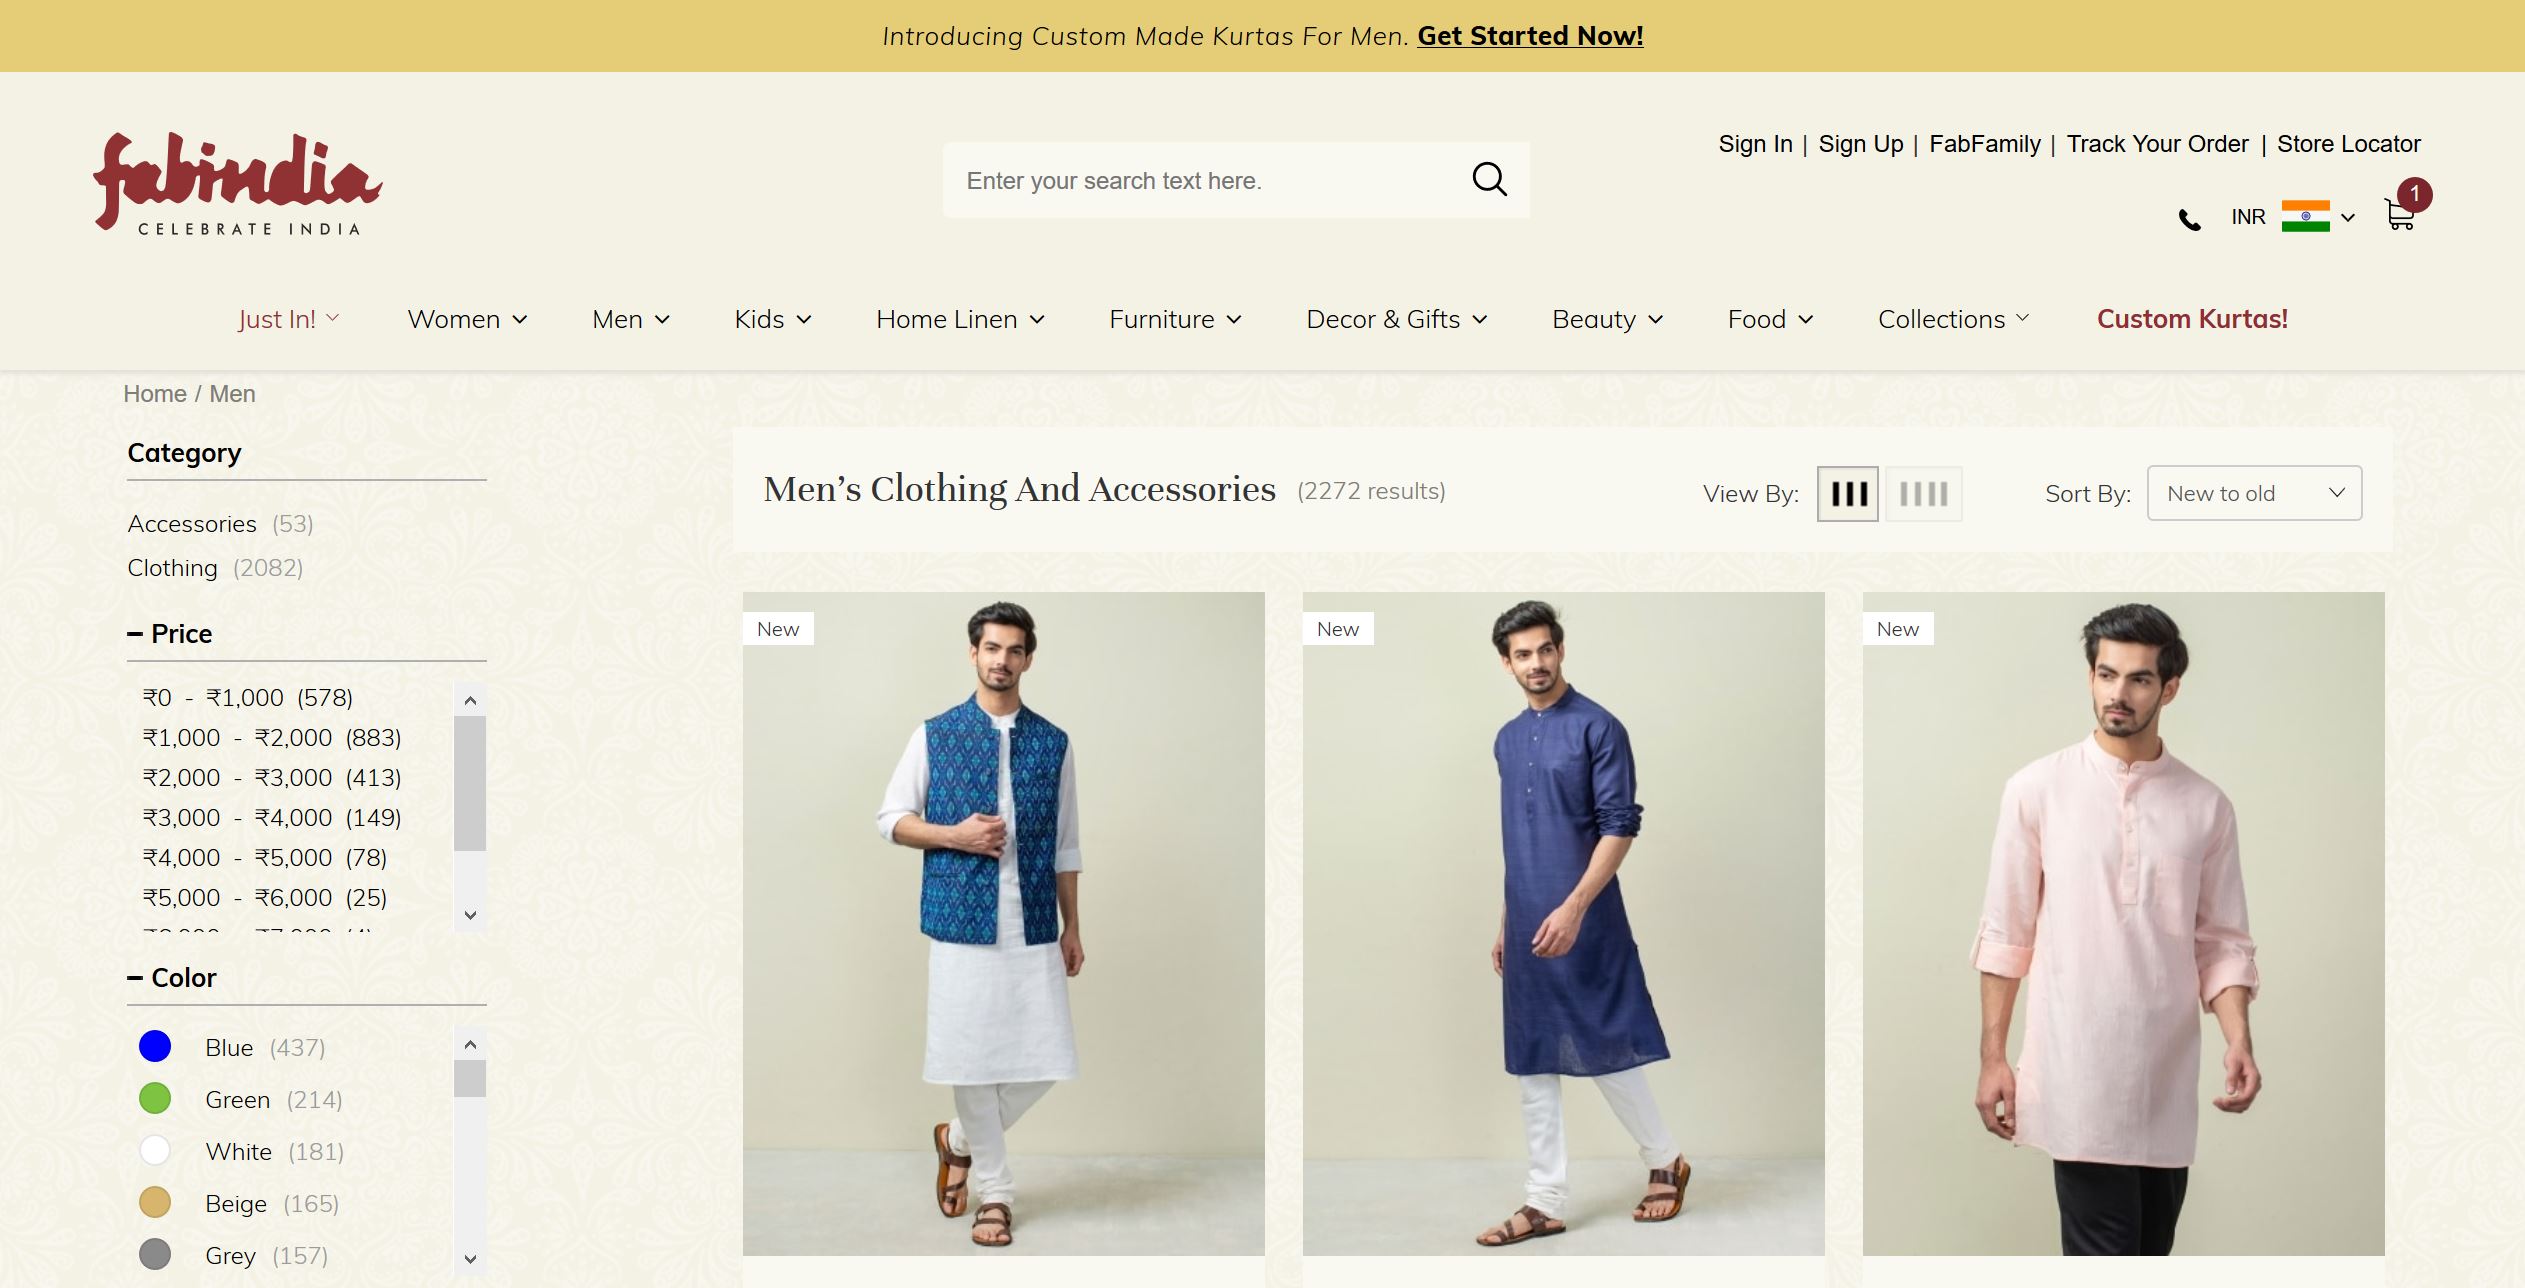 Introducing Custom Made Kurtas For Men. Get Started Now!
fabindia
CELEBRATE INDIA
Enter your search text here.
Sign In | Sign Up | FabFamily | Track Your Order | Store Locator
INR
1
Just In! Women Men Kids Home Linen Furniture Decor & Gifts Beauty Food Collections Custom Kurtas!
Home / Men
Category
Accessories (53)
Clothing (2082)
Price
₹0 - ₹1,000 (578)
₹1,000 - ₹2,000 (883)
₹2,000 - ₹3,000 (413)
₹3,000 - ₹4,000 (149)
₹4,000 - ₹5,000 (78)
₹5,000 - ₹6,000 (25)
Color
Blue (437)
Green (214)
White (181)
Beige (165)
Grey (157)
Men's Clothing And Accessories (2272 results)
View By:
Sort By: New to old
New
New
New